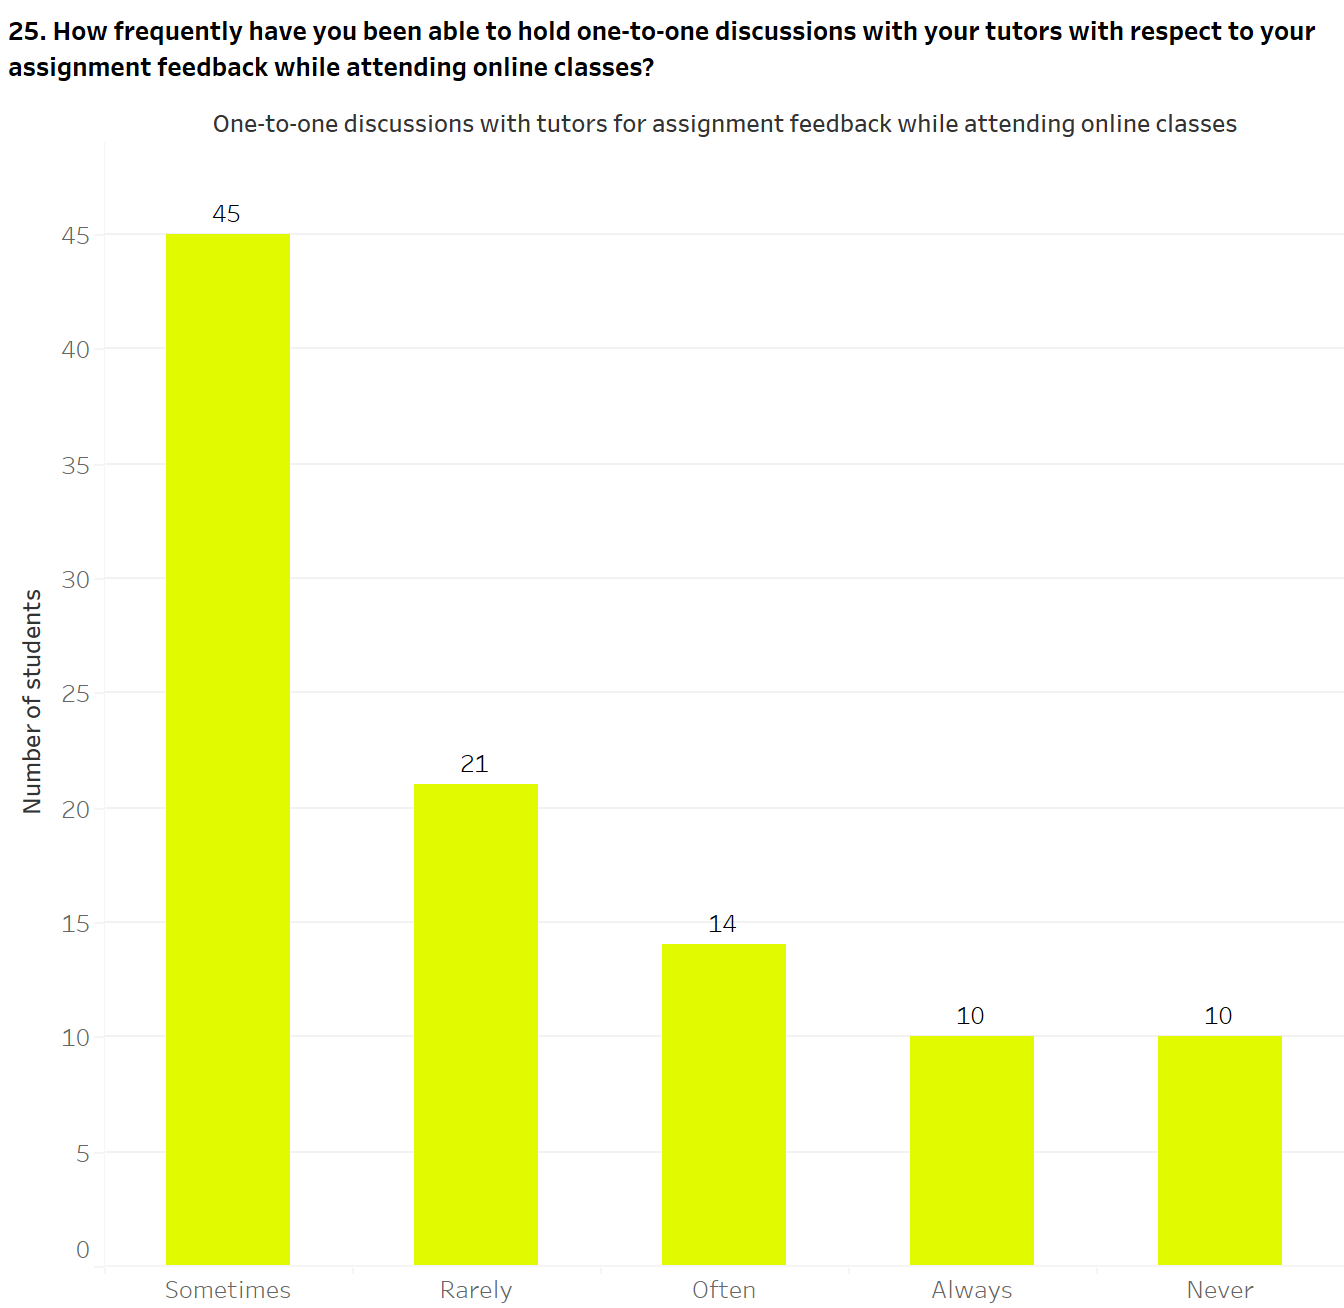 25. How frequently have you been able to hold one-to-one discussions with your tutors with respect to your
assignment feedback while attending online classes?
One-to-one discussions with tutors for assignment feedback while attending online classes
Number of students
45
40
35
30
25
20
15
10
5
0
45
21
14
10
10
Sometimes
Rarely
Often
Always
Never